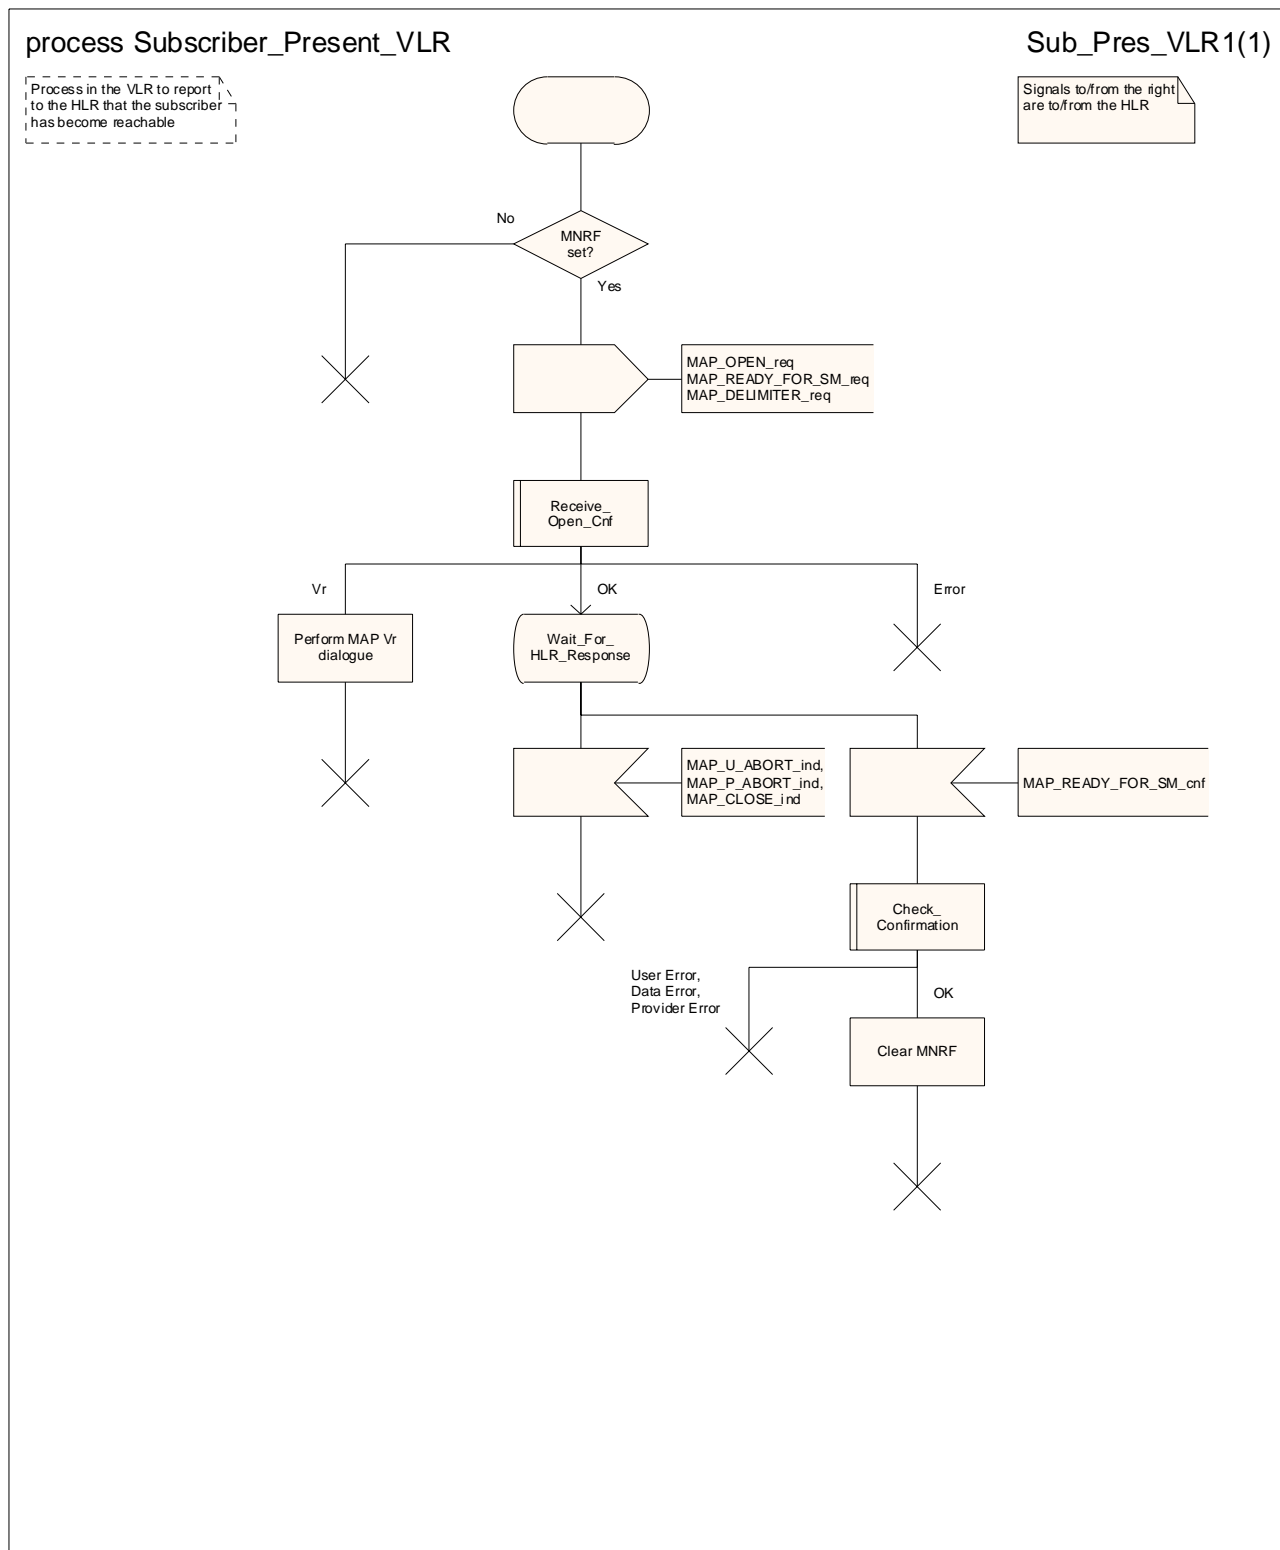 process Subscriber_Present_VLR
Sub_Pres_VLR1(1)
Process in the VLR to report
to the HLR that the subscriber
has become reachable
Signals to/from the right
are to/from the HLR
No
MNRF
set?
Yes
MAP_OPEN_req
MAP_READY_FOR_SM_req
MAP_DELIMITER_req
Receive_
Open_Cnf
Vr
OK
Error
Perform MAP Vr
dialogue
Wait_For_
HLR_Response
MAP_U_ABORT_ind,
MAP_P_ABORT_ind,
MAP_CLOSE_ind
MAP_READY_FOR_SM_cnf
Check_
Confirmation
User Error,
Data Error,
Provider Error
OK
Clear MNRF